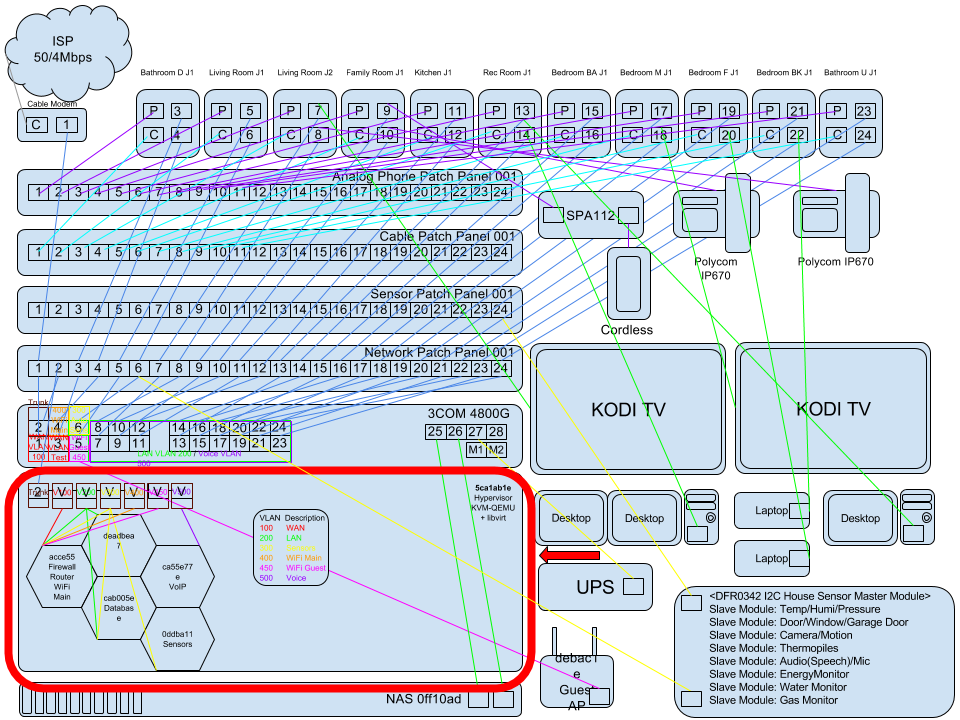 ISP
50/4Mbps
Cable Modem
C 1
Bathroom D J1
Living Room J1
Living Room J2
Family Room J1
Kitchen J1
Rec Room J1
Bedroom BA J1
Bedroom M J1
Bedroom F J1
Bedroom BK J1
Bathroom U J1
P 3 P 5 P 7 P 9 P 11 P 13 P 15 P 17 P 19 P 21 P 23
C 4 C 6 C 8 C 10 C 12 C 14 C 16 C 18 C 20 C 22 C 24
Analog Phone Patch Panel 001
1 2 3 4 5 6 7 8 9 10 11 12 13 14 15 16 17 18 19 20 21 22 23 24
Cable Patch Panel 001
1 2 3 4 5 6 7 8 9 10 11 12 13 14 15 16 17 18 19 20 21 22 23 24
Sensor Patch Panel 001
1 2 3 4 5 6 7 8 9 10 11 12 13 14 15 16 17 18 19 20 21 22 23 24
Network Patch Panel 001
1 2 3 4 5 6 7 8 9 10 11 12 13 14 15 16 17 18 19 20 21 22 23 24
SPA112
Cordless
Polycom
IP670
Polycom IP670
KODI TV
KODI TV
Trunk
400
3COM 4800G
2 4 6 8 10 12 14 16 18 20 22 24
1 3 5 7 9 11 13 15 17 19 21 23
25 26 27 28
M1 M2
VLAN
100
Test
450
LAN VLAN 200 / Voice VLAN
500
Trunk
2 V V V V V V
5ca1ab1e
Hypervisor
KVM-QEMU
+ libvirt
deadbea
7
acce55
Firewall
Router
WiFi
Main
ca55e77
e
VoIP
cab005e
Databas
e
0ddba11
Sensors
VLAN Description
100 WAN
200 LAN
400 WiFi Main
450 WiFi Guest
500 Voice
NAS 0ff10ad
Desktop
Desktop
Laptop
Desktop
Laptop
UPS
debac1
e
Guest
AP
<DFR0342 I2C House Sensor Master Module>
Slave Module: Temp/Humi/Pressure
Slave Module: Door/Window/Garage Door
Slave Module: Camera/Motion
Slave Module: Thermopiles
Slave Module: Audio(Speech)/Mic
Slave Module: EnergyMonitor
Slave Module: Water Monitor
Slave Module: Gas Monitor